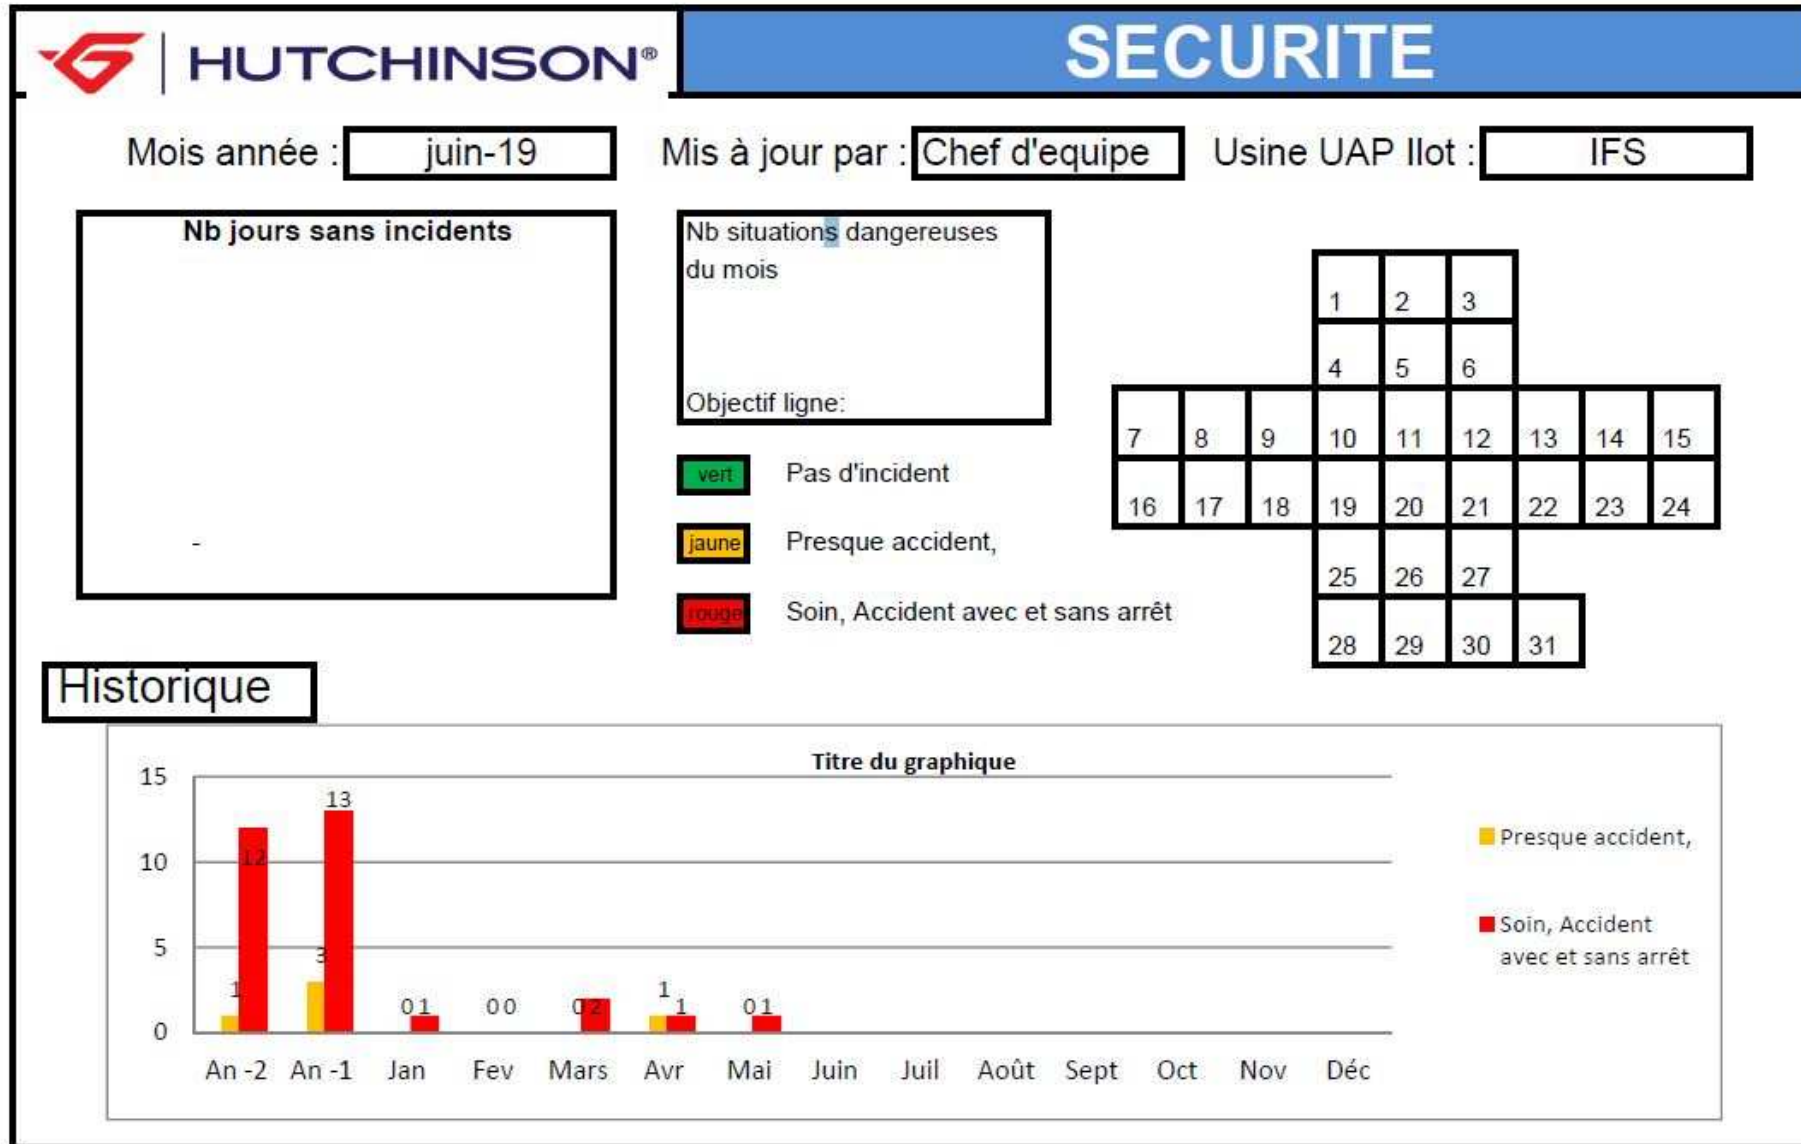 HUTCHINSON®
SECURITE
Mois année : juin-19 Mis à jour par : Chef d'equipe Usine UAP Ilot : IFS
Nb jours sans incidents
-
Nb situations dangereuses
du mois
Objectif ligne:
vert Pas d'incident
jaune Presque accident,
rouge Soin, Accident avec et sans arrêt
1 2 3
4 5 6
7 8 9 10 11 12 13 14 15
16 17 18 19 20 21 22 23 24
25 26 27
28 29 30 31
Historique
Titre du graphique
15
10
5
0
1 12
3 13
0 1
0 0
0 2
1 1
0 1
An -2 An -1 Jan Fev Mars Avr Mai Juin Juil Août Sept Oct Nov Déc
Presque accident,
Soin, Accident
avec et sans arrêt